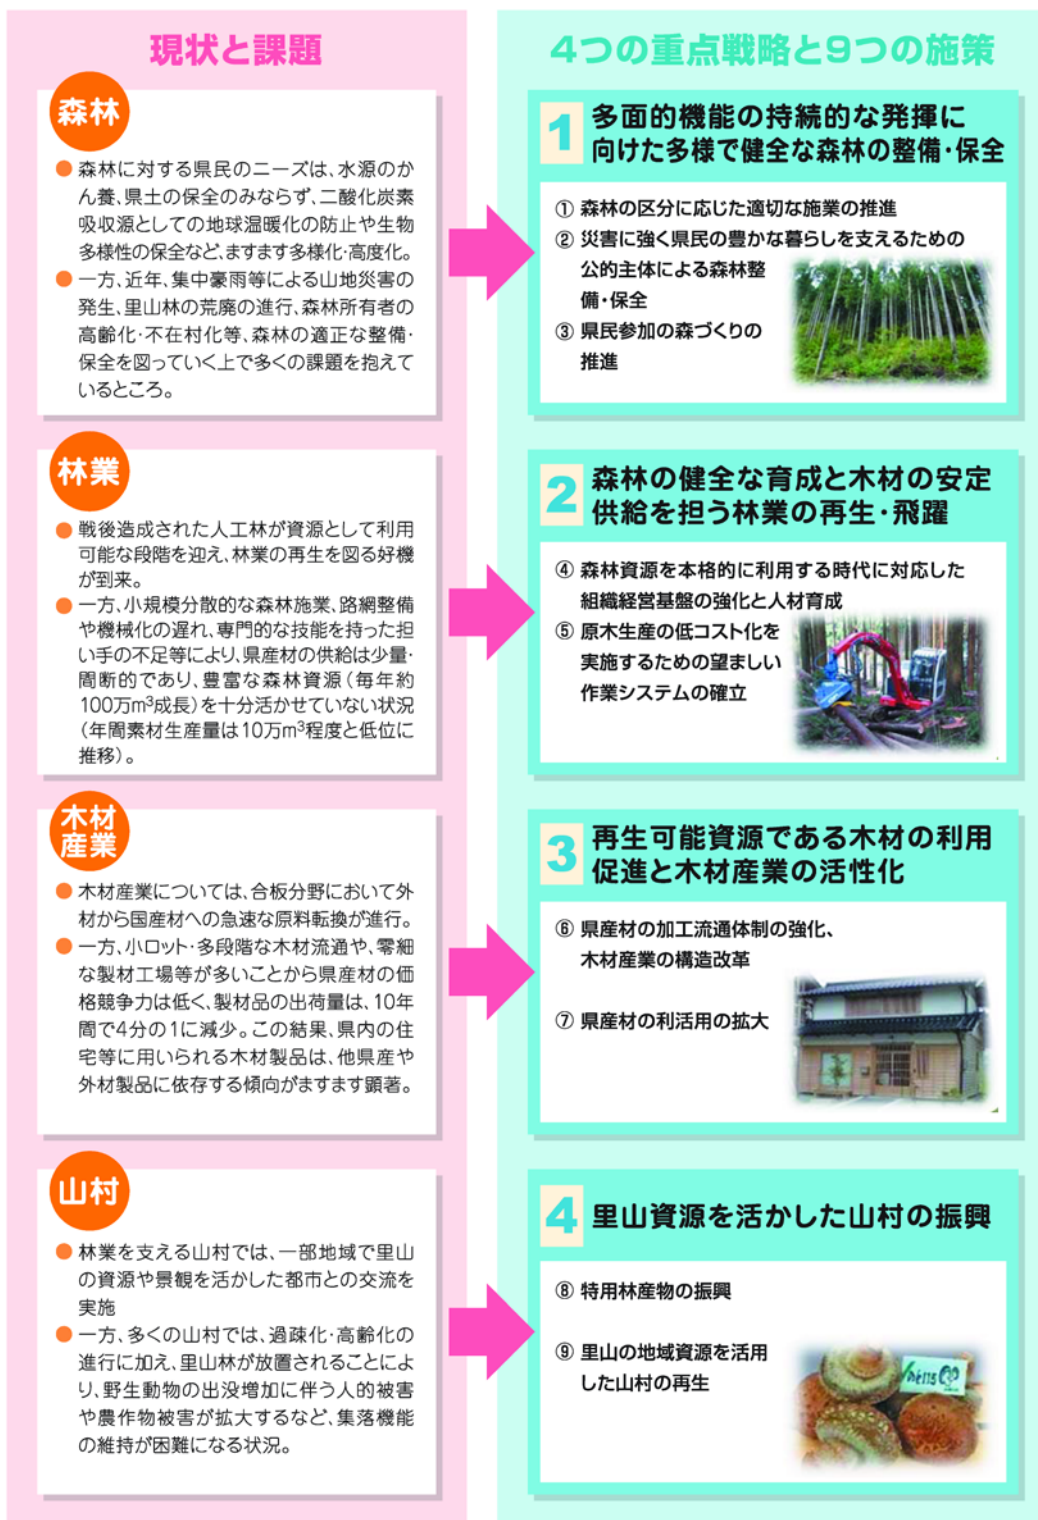 現状と課題
森林
● 森林に対する県民のニーズは、水源のか
ん養、県土の保全のみならず、二酸化炭素
吸収源としての地球温暖化の防止や生物
多様性の保全など、ますます多様化・高度化。
● 一方、近年、集中豪雨等による山地災害の
発生、里山林の荒廃の進行、森林所有者の
高齢化・不在村化等、森林の適正な整備・
保全を図っていく上で多くの課題を抱えて
いるところ。
林業
● 戦後造成された人工林が資源として利用
可能な段階を迎え、林業の再生を図る好機
が到来。
● 一方、小規模分散的な森林施業、路網整備
や機械化の遅れ、専門的な技能を持った担
い手の不足等により、県産材の供給は少量・
周断的であり、豊富な森林資源（毎年約
100万m³成長）を十分活かせていない状況
（年間素材生産量は10万m³程度と低位に
推移）。
木材
産業
● 木材産業については、合板分野において外
材から国産材への急速な原料転換が進行。
● 一方、小ロット・多段階な木材流通や、零細
な製材工場等が多いことから県産材の価
格競争力は低く、製材品の出荷量は、10年
間で4分の1に減少。この結果、県内の住
宅等に用いられる木材製品は、他県産や
外材製品に依存する傾向がますます顕著。
山村
● 林業を支える山村では、一部地域で里山
の資源や景観を活かした都市との交流を
実施
● 一方、多くの山村では、過疎化・高齢化の
進行に加え、里山林が放置されることによ
り、野生動物の出没増加に伴う人的被害
や農作物被害が拡大するなど、集落機能
の維持が困難になる状況。
4つの重点戦略と9つの施策
1 多面的機能の持続的な発揮に
向けた多様で健全な森林の整備・保全
① 森林の区分に応じた適切な施業の推進
② 災害に強く県民の豊かな暮らしを支えるための
公的主体による森林整
備・保全
③ 県民参加の森づくりの
推進
2 森林の健全な育成と木材の安定
供給を担う林業の再生・飛躍
④ 森林資源を本格的に利用する時代に対応した
組織経営基盤の強化と人材育成
⑤ 原木生産の低コスト化を
実施するための望ましい
作業システムの確立
3 再生可能資源である木材の利用
促進と木材産業の活性化
⑥ 県産材の加工流通体制の強化、
木材産業の構造改革
⑦ 県産材の利活用の拡大
4 里山資源を活かした山村の振興
⑧ 特用林産物の振興
⑨ 里山の地域資源を活用
した山村の再生